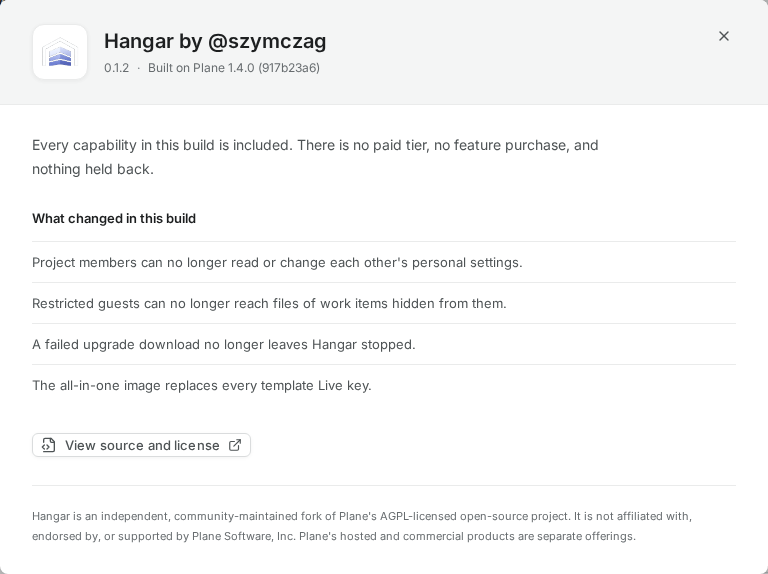 Hangar by @szymczag
0.1.2 · Built on Plane 1.4.0 (917b23a6)
Every capability in this build is included. There is no paid tier, no feature purchase, and
nothing held back.
What changed in this build
Project members can no longer read or change each other's personal settings.
Restricted guests can no longer reach files of work items hidden from them.
A failed upgrade download no longer leaves Hangar stopped.
The all-in-one image replaces every template Live key.
View source and license
Hangar is an independent, community-maintained fork of Plane's AGPL-licensed open-source project. It is not affiliated with,
endorsed by, or supported by Plane Software, Inc. Plane's hosted and commercial products are separate offerings.